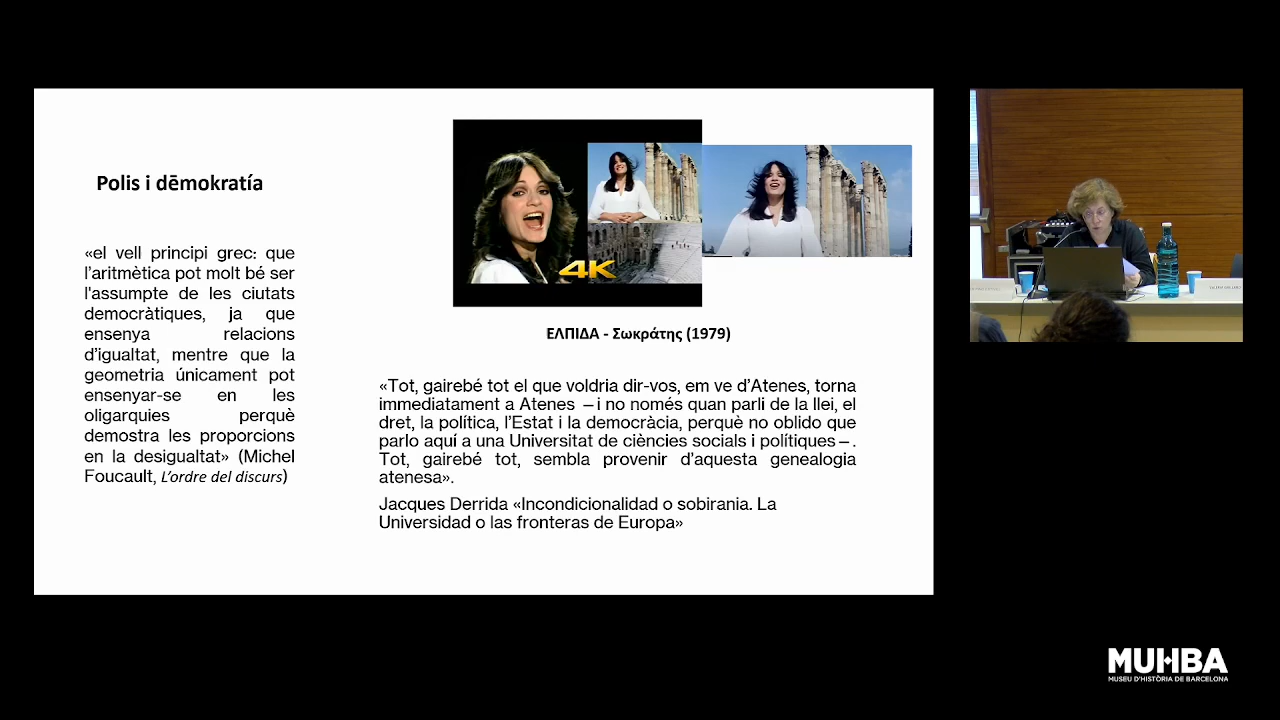 Polis i dēmokratía
«el vell principi grec: que
l'aritmètica pot molt bé ser
l'assumpte de les ciutats
democràtiques, ja que
ensenya relacions
d'igualtat, mentre que la
geometria únicament pot
ensenyar-se en les
oligarquies perquè
demostra les proporcions
en la desigualtat» (Michel
Foucault, L'ordre del discurs)
4K
ΕΛΠΙΔΑ - Σωκράτης (1979)
«Tot, gairebé tot el que voldria dir-vos, em ve d'Atenes, torna
immediatament a Atenes —i no només quan parli de la llei, el
dret, la política, l'Estat i la democràcia, perquè no oblido que
parlo aquí a una Universitat de ciències socials i polítiques—.
Tot, gairebé tot, sembla provenir d'aquesta genealogia
atenesa».
Jacques Derrida «Incondicionalidad o sobirania. La
Universidad o las fronteras de Europa»
MUHBA
MUSEU D'HISTÒRIA DE BARCELONA